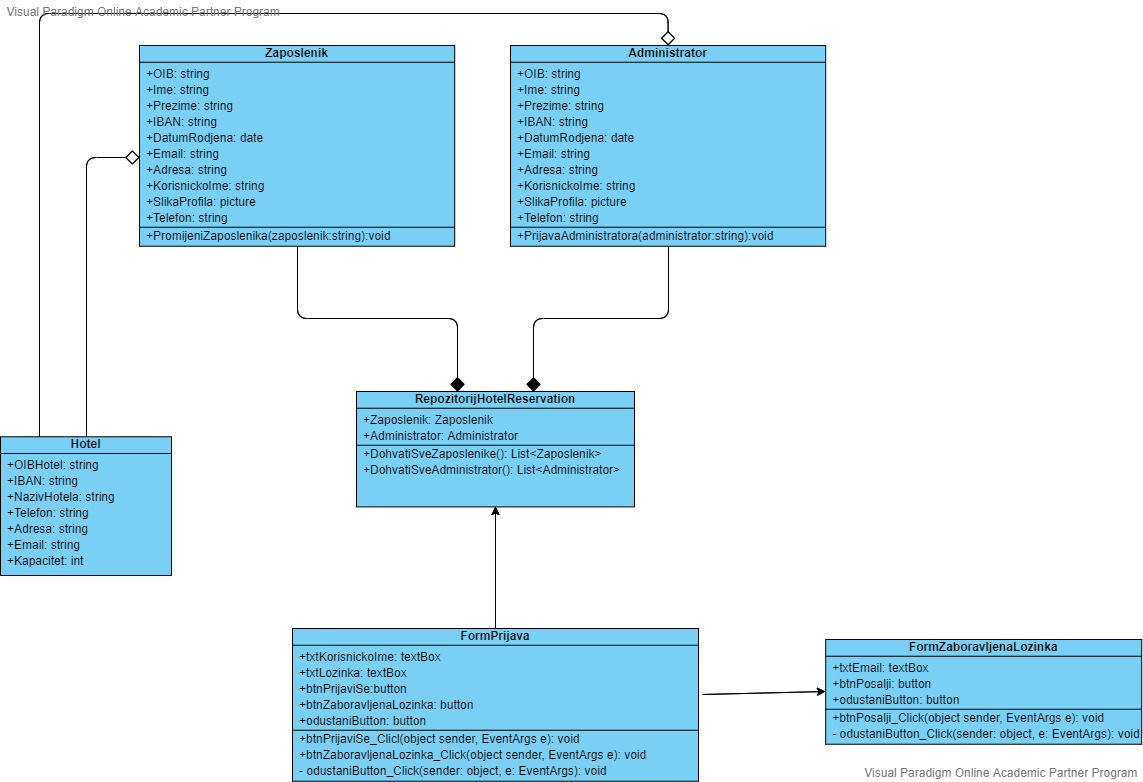 Visual Paradigm Online Academic Partner Program
Zaposlenik
+OIB: string
+Ime: string
+Prezime: string
+IBAN: string
+DatumRodjena: date
+Email: string
+Adresa: string
+KorisnickoIme: string
+SlikaProfila: picture
+Telefon: string
+PromijeniZaposlenika(zaposlenik:string):void
Administrator
+OIB: string
+Ime: string
+Prezime: string
+IBAN: string
+DatumRodjena: date
+Email: string
+Adresa: string
+KorisnickoIme: string
+SlikaProfila: picture
+Telefon: string
+PrijavaAdministratora(administrator:string):void
RepozitorijHotelReservation
+Zaposlenik: Zaposlenik
+Administrator: Administrator
+DohvatiSveZaposlenike(): List<Zaposlenik>
+DohvatiSveAdministrator(): List<Administrator>
Hotel
+OIBHotel: string
+IBAN: string
+NazivHotela: string
+Telefon: string
+Adresa: string
+Email: string
+Kapacitet: int
FormPrijava
+txtKorisnickoIme: textBox
+txtLozinka: textBox
+btnPrijaviSe:button
+btnZaboravljenaLozinka: button
+odustaniButton: button
+btnPrijaviSe_Clicl(object sender, EventArgs e): void
+btnZaboravljenaLozinka_Click(object sender, EventArgs e): void
- odustaniButton_Click(sender: object, e: EventArgs): void
FormZaboravljenaLozinka
+txtEmail: textBox
+btnPosalji: button
+odustaniButton: button
+btnPosalji_Click(object sender, EventArgs e): void
- odustaniButton_Click(sender: object, e: EventArgs): void
Visual Paradigm Online Academic Partner Program